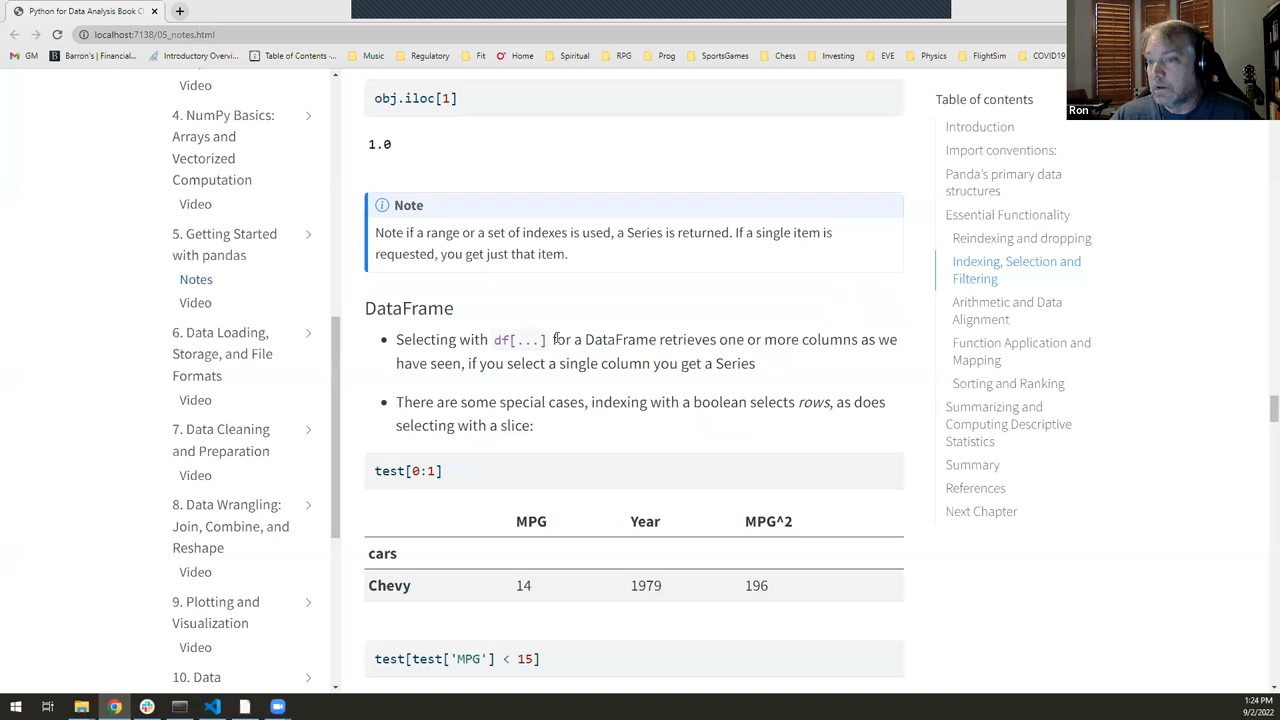 Python for Data Analysis Book C
localhost:7138/05_notes.html
GM
Barron's | Financial...
Introductory
Table of Conte...
Music
History
Epic
Home
RPG
SportsGames
Chess
EVE
Fit
Physics
FlightSim
COVID19
Ron
Video
4. NumPy Basics:
Arrays and
Vectorized
Computation
Video
5. Getting Started
with pandas
Notes
Video
6. Data Loading,
Storage, and File
Formats
Video
7. Data Cleaning
and Preparation
Video
8. Data Wrangling:
Join, Combine, and
Reshape
Video
9. Plotting and
Visualization
Video
10. Data
obj.iloc[1]
1.0
Note
Note if a range or a set of indexes is used, a Series is returned. If a single item is
requested, you get just that item.
DataFrame
Selecting with df[...] for a DataFrame retrieves one or more columns as we
have seen, if you select a single column you get a Series
There are some special cases, indexing with a boolean selects rows, as does
selecting with a slice:
test[0:1]
MPG Year MPG^2
cars
Chevy 14 1979 196
test[test['MPG'] < 15]
Table of contents
Introduction
Import conventions:
Panda's primary data
structures
Essential Functionality
Reindexing and dropping
Indexing, Selection and
Filtering
Arithmetic and Data
Alignment
Function Application and
Mapping
Sorting and Ranking
Summarizing and
Computing Descriptive
Statistics
Summary
References
Next Chapter
1:24 PM
9/2/2022